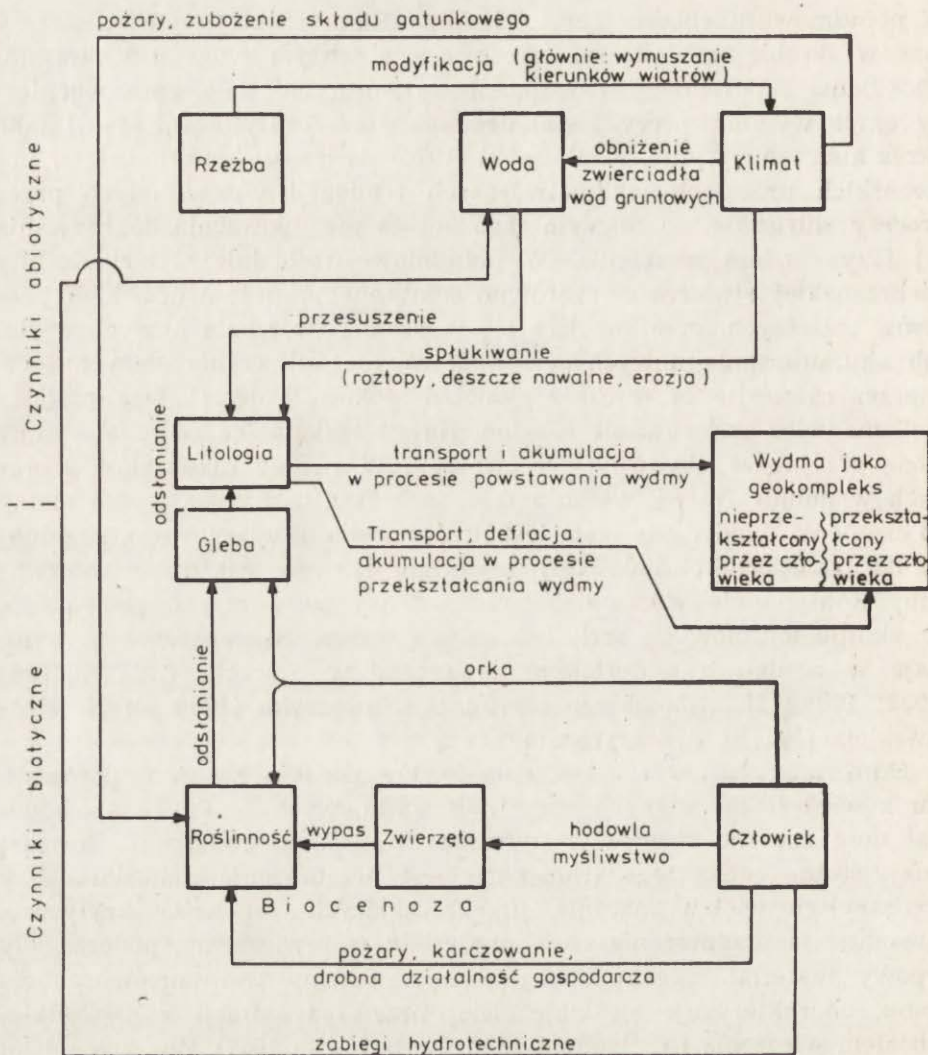 pożary, zubożenie składu gatunkowego
modyfikacja (głównie: wymuszanie
kierunków wiatrów)
Rzeźba
Woda
obniżenie
zwierciadła
wód gruntowych
Klimat
Czynniki abiotyczne
przesuszenie
spłukiwanie
(roztopy, deszcze nawalne, erozja)
odsłanianie
Litologia
transport i akumulacja
w procesie powstawania wydmy
Wydma jako
geokompleks
nieprze-
kształcony
przez czło-
wieka
przekszta-
łcony
przez czło-
wieka
Gleba
Transport, deflacja,
akumulacja w procesie
przekształcania wydmy
Czynniki biotyczne
odsłanianie
orka
Roślinność
wypas
Zwierzęta
hodowla
myśliwstwo
Człowiek
Biocenoza
pożary, karczowanie,
drobna działalność gospodarcza
zabiegi hydrotechniczne